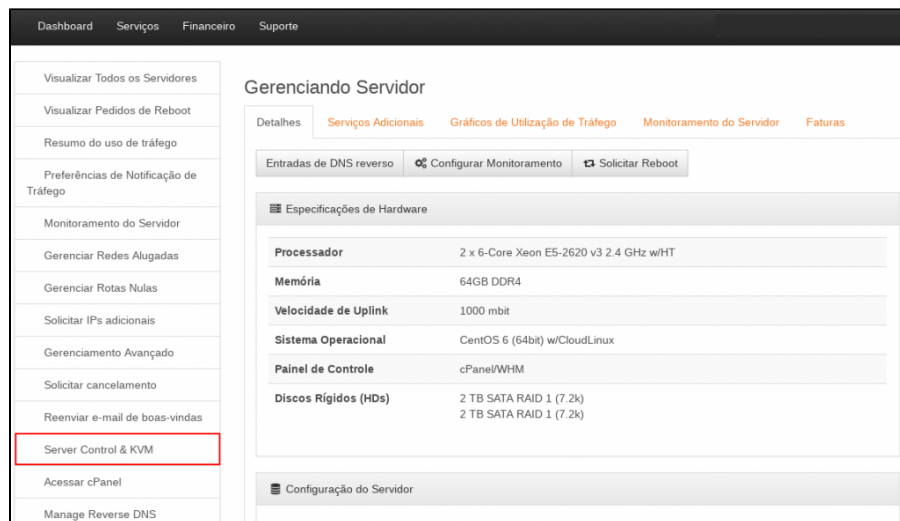 Dashboard Serviços Financeiro Suporte
Visualizar Todos os Servidores
Visualizar Pedidos de Reboot
Resumo do uso de tráfego
Preferências de Notificação de
Tráfego
Monitoramento do Servidor
Gerenciar Redes Alugadas
Gerenciar Rotas Nulas
Solicitar IPs adicionais
Gerenciamento Avançado
Solicitar cancelamento
Reenviar e-mail de boas-vindas
Server Control & KVM
Acessar cPanel
Manage Reverse DNS
Gerenciando Servidor
Detalhes Serviços Adicionais Gráficos de Utilização de Tráfego Monitoramento do Servidor Faturas
Entradas de DNS reverso Configurar Monitoramento Solicitar Reboot
Especificações de Hardware
Processador 2 x 6-Core Xeon E5-2620 v3 2.4 GHz w/HT
Memória 64GB DDR4
Velocidade de Uplink 1000 mbit
Sistema Operacional CentOS 6 (64bit) w/CloudLinux
Painel de Controle cPanel/WHM
Discos Rígidos (HDs) 2 TB SATA RAID 1 (7.2k)
2 TB SATA RAID 1 (7.2k)
Configuração do Servidor